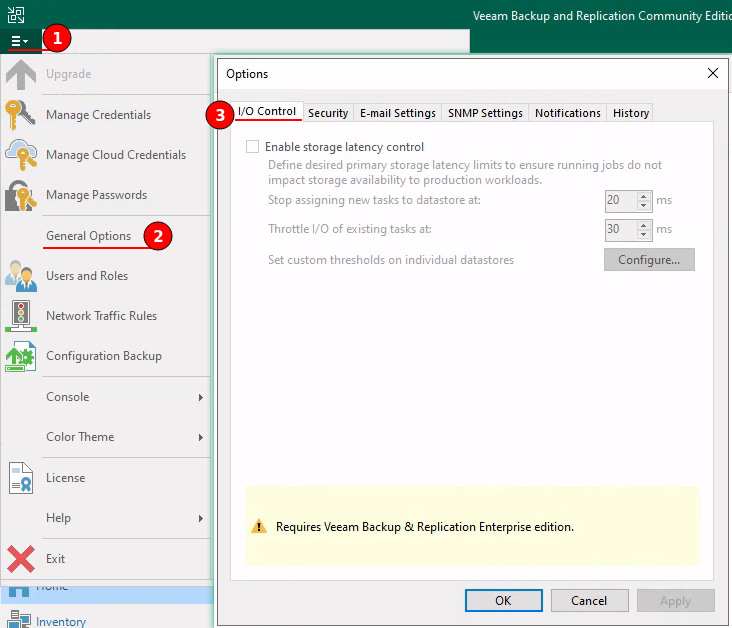 Veeam Backup and Replication Community Editio
1
Upgrade
Manage Credentials
Manage Cloud Credentials
Manage Passwords
General Options
2
Users and Roles
Network Traffic Rules
Configuration Backup
Console
Color Theme
License
Help
Exit
Home
Inventory
Options
3
I/O Control
Security
E-mail Settings
SNMP Settings
Notifications
History
Enable storage latency control
Define desired primary storage latency limits to ensure running jobs do not
impact storage availability to production workloads.
Stop assigning new tasks to datastore at: 20 ms
Throttle I/O of existing tasks at: 30 ms
Set custom thresholds on individual datastores Configure...
Requires Veeam Backup & Replication Enterprise edition.
OK
Cancel
Apply